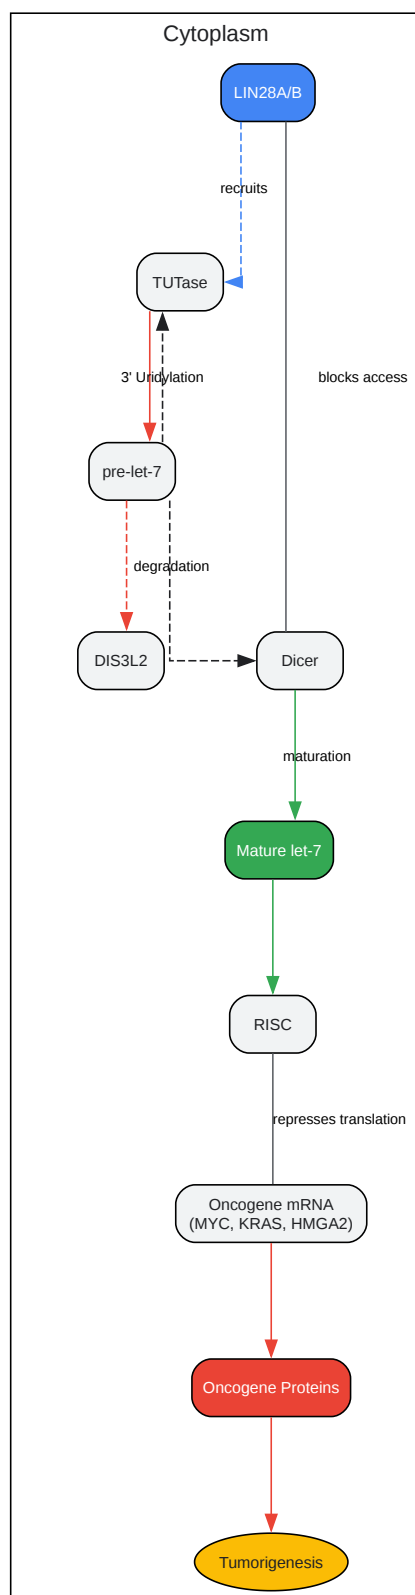 Cytoplasm
LIN28A/B
recruits
TUTase
3' Uridylation
blocks access
pre-let-7
degradation
DIS3L2
Dicer
maturation
Mature let-7
RISC
represses translation
Oncogene mRNA
(MYC, KRAS, HMGA2)
Oncogene Proteins
Tumorigenesis